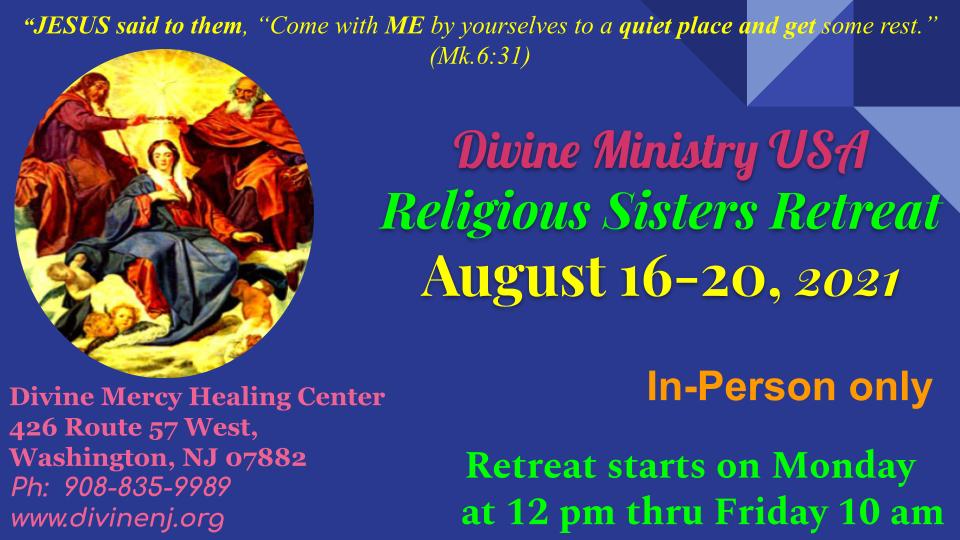 “JESUS said to them, “Come with ME by yourselves to a quiet place and get some rest.”
(Mk.6:31)
Divine Ministry USA
Religious Sisters Retreat
August 16-20, 2021
In-Person only
Retreat starts on Monday
at 12 pm thru Friday 10 am
Divine Mercy Healing Center
426 Route 57 West,
Washington, NJ 07882
Ph:  908-835-9989
www.divinenj.org